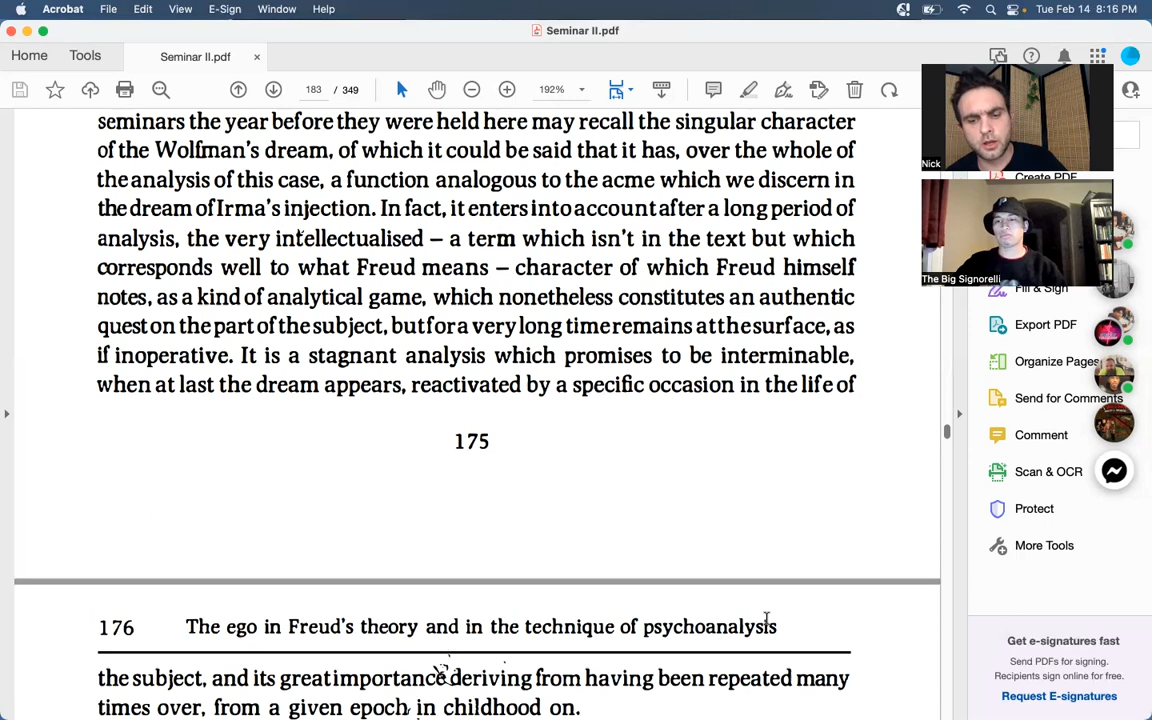 Acrobat File Edit View Window Help Tue Feb 14 8:16 PM
Seminar II.pdf
Home Tools Seminar II.pdf ×
183 / 349 192%
seminars the year before they were held here may recall the singular character
of the Wolfman's dream, of which it could be said that it has, over the whole of
the analysis of this case, a function analogous to the acme which we discern in
the dream of Irma's injection. In fact, it enters into account after a long period of
analysis, the very intellectualised – a term which isn't in the text but which
corresponds well to what Freud means – character of which Freud himself
notes, as a kind of analytical game, which nonetheless constitutes an authentic
quest on the part of the subject, but for a very long time remains at the surface, as
if inoperative. It is a stagnant analysis which promises to be interminable,
when at last the dream appears, reactivated by a specific occasion in the life of
175
176 The ego in Freud's theory and in the technique of psychoanalysis
the subject, and its great importance deriving from having been repeated many
times over, from a given epoch in childhood on.
Nick
The Big Signorelli
Create PDF
Fill & Sign
Export PDF
Organize Pages
Send for Comments
Comment
Scan & OCR
Protect
More Tools
Get e-signatures fast
Send PDFs for signing.
Recipients sign online for free.
Request E-signatures